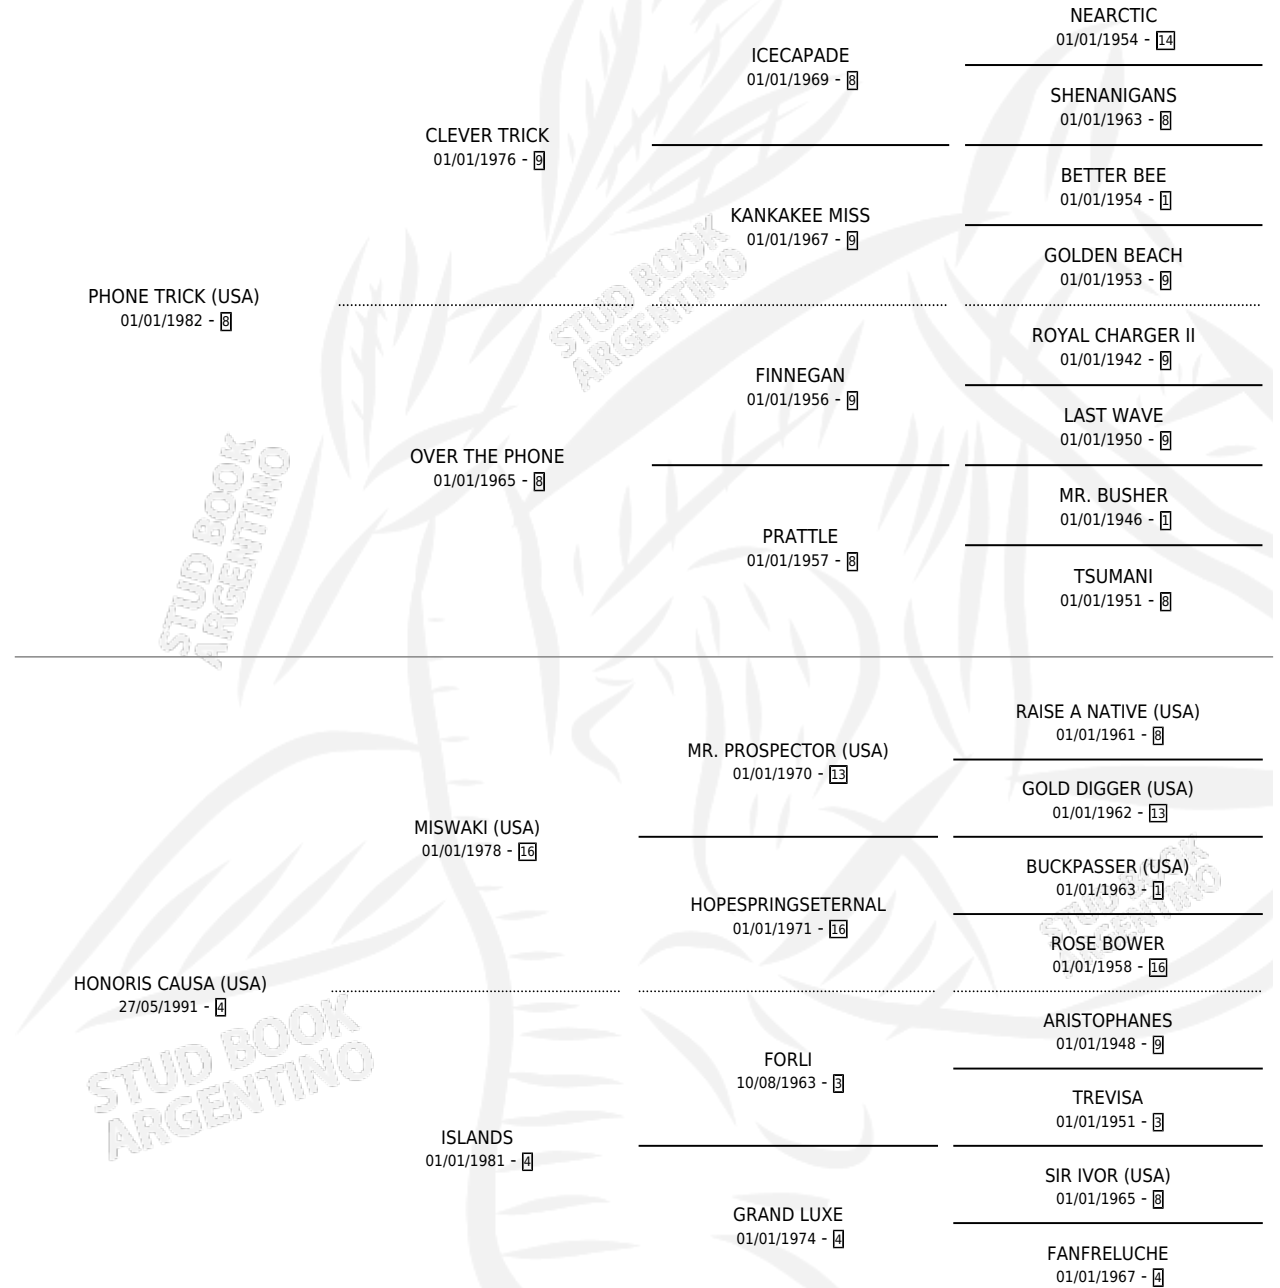 NEARCTIC
01/01/1954 - 14
ICECAPADE
01/01/1969 - 8
SHENANIGANS
01/01/1963 - 8
CLEVER TRICK
01/01/1976 - 9
BETTER BEE
01/01/1954 - 1
KANKAKEE MISS
01/01/1967 - 9
GOLDEN BEACH
01/01/1953 - 9
PHONE TRICK (USA)
01/01/1982 - 8
ROYAL CHARGER II
01/01/1942 - 9
FINNEGAN
01/01/1956 - 9
LAST WAVE
01/01/1950 - 9
OVER THE PHONE
01/01/1965 - 8
MR. BUSHER
01/01/1946 - 1
PRATTLE
01/01/1957 - 8
TSUMANI
01/01/1951 - 8
STUD BOOK
ARGENTINO
STUD BOOK
ARGENTINO
RAISE A NATIVE (USA)
01/01/1961 - 8
MR. PROSPECTOR (USA)
01/01/1970 - 13
GOLD DIGGER (USA)
01/01/1962 - 13
MISWAKI (USA)
01/01/1978 - 16
BUCKPASSER (USA)
01/01/1963 - 1
HOPESPRINGSETERNAL
01/01/1971 - 16
ROSE BOWER
01/01/1958 - 16
HONORIS CAUSA (USA)
27/05/1991 - 4
ARISTOPHANES
01/01/1948 - 9
FORLI
10/08/1963 - 3
TREVISA
01/01/1951 - 3
ISLANDS
01/01/1981 - 4
SIR IVOR (USA)
01/01/1965 - 8
GRAND LUXE
01/01/1974 - 4
FANFRELUCHE
01/01/1967 - 4
STUD BOOK
ARGENTINO
STUD BOOK
ARGENTINO